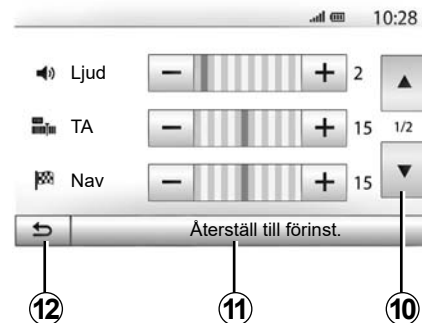 10:28
Ljud − + 2
TA − + 15
1/2
Nav − + 15
Återställ till förinst.
12 11 10